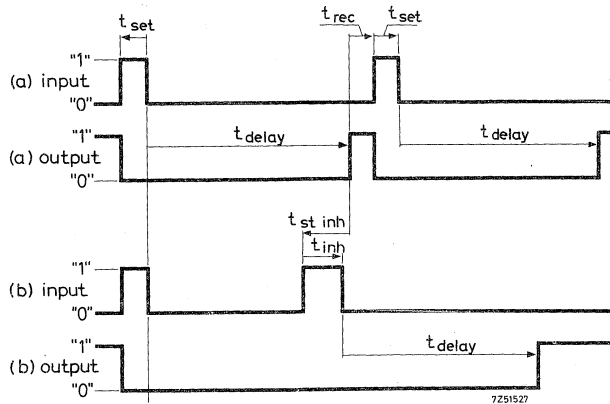 t set
t rec
t set
"1"
(a) input
"0"
"1"
(a) output
t delay
t delay
"0"
t st inh
t inh
"1"
(b) input
"0"
"1"
t delay
(b) output
"0"
7Z51527